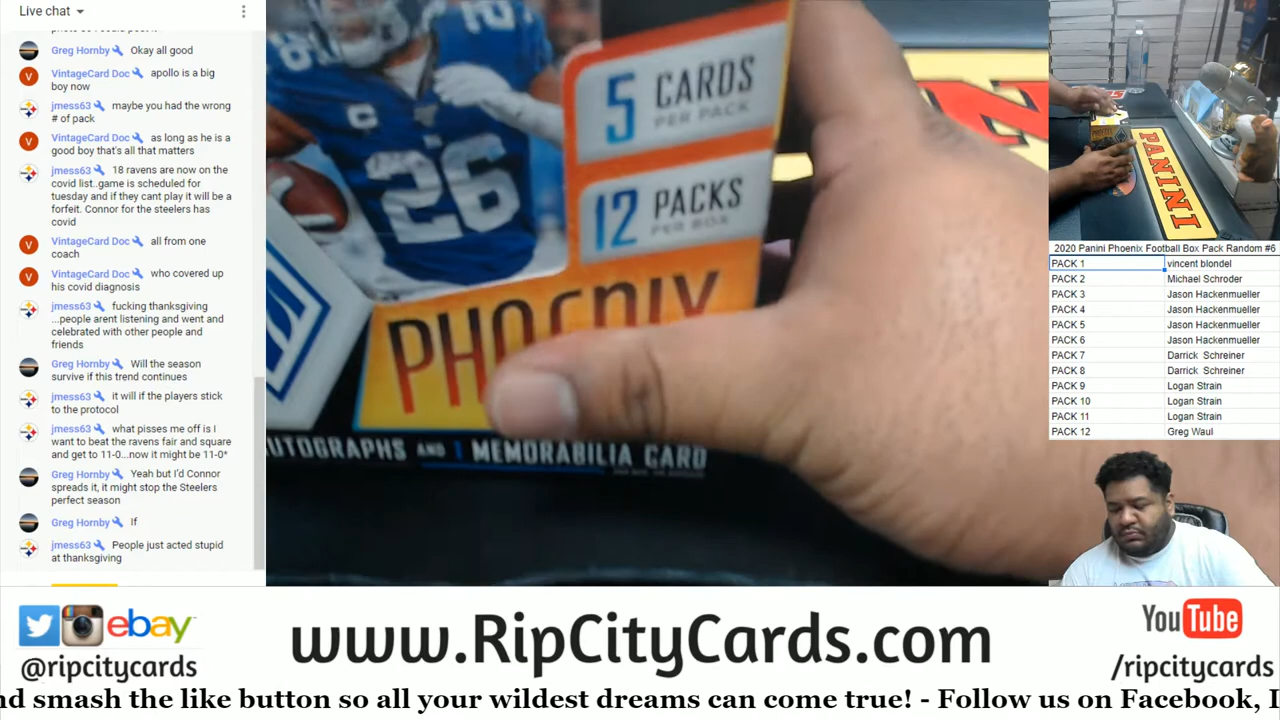 Live chat
Greg Hornby Okay all good
VintageCard Doc apollo is a big
boy now
jmess63 maybe you had the wrong
# of pack
VintageCard Doc as long as he is a
good boy that's all that matters
jmess63 18 ravens are now on the
covid list..game is scheduled for
tuesday and if they cant play it will be a
forfeit. Connor for the steelers has
covid
VintageCard Doc all from one
coach
VintageCard Doc who covered up
his covid diagnosis
jmess63 fucking thanksgiving
...people arent listening and went and
celebrated with other people and
friends
Greg Hornby Will the season
survive if this trend continues
jmess63 it will if the players stick
to the protocol
jmess63 what pisses me off is I
want to beat the ravens fair and square
and get to 11-0...now it might be 11-0*
Greg Hornby Yeah but I'd Connor
spreads it, it might stop the Steelers
perfect season
Greg Hornby If
jmess63 People just acted stupid
at thanksgiving
26
5 CARDS
PER PACK
12 PACKS
PER BOX
PHOENIX
AUTOGRAPHS AND 1 MEMORABILIA CARD
PANINI
2020 Panini Phoenix Football Box Pack Random #6
PACK 1 vincent blondel
PACK 2 Michael Schroder
PACK 3 Jason Hackenmueller
PACK 4 Jason Hackenmueller
PACK 5 Jason Hackenmueller
PACK 6 Jason Hackenmueller
PACK 7 Darrick Schreiner
PACK 8 Darrick Schreiner
PACK 9 Logan Strain
PACK 10 Logan Strain
PACK 11 Logan Strain
PACK 12 Greg Waul
ebay
@ripcitycards
www.RipCityCards.com
YouTube
/ripcitycards
nd smash the like button so all your wildest dreams can come true! - Follow us on Facebook, I